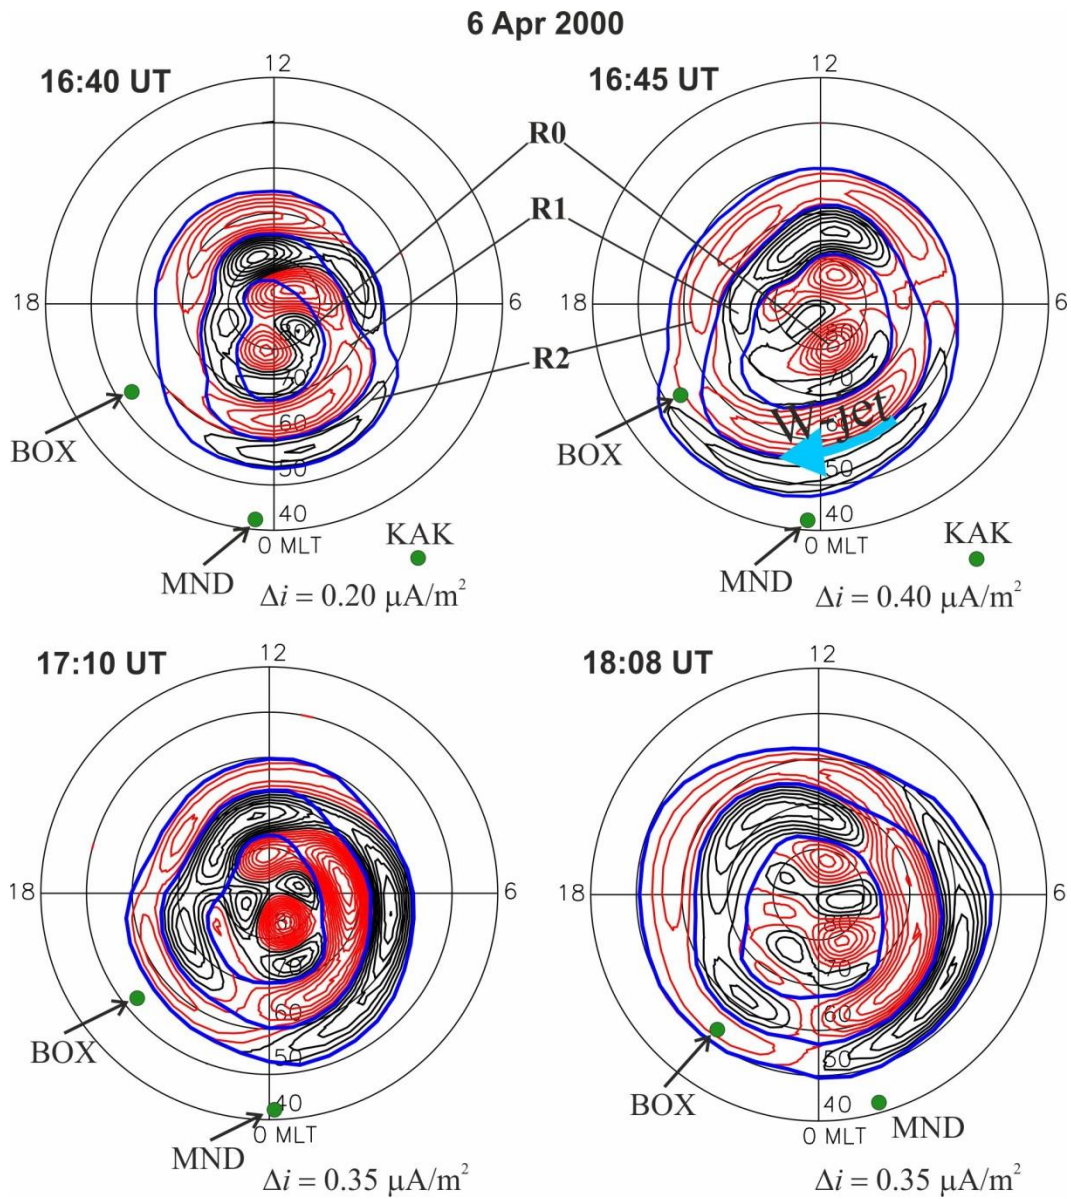 6 Apr 2000
16:40 UT
12
16:45 UT
12
R0
R1
R2
18
6
18
6
70
60
50
40
0 MLT
BOX
MND
KAK
Δi = 0.20 μA/m²
80
70
60
50
40
0 MLT
W-jet
BOX
MND
KAK
Δi = 0.40 μA/m²
17:10 UT
12
18:08 UT
12
18
6
18
6
70
60
50
40
0 MLT
BOX
MND
Δi = 0.35 μA/m²
70
60
50
40
0 MLT
BOX
MND
Δi = 0.35 μA/m²